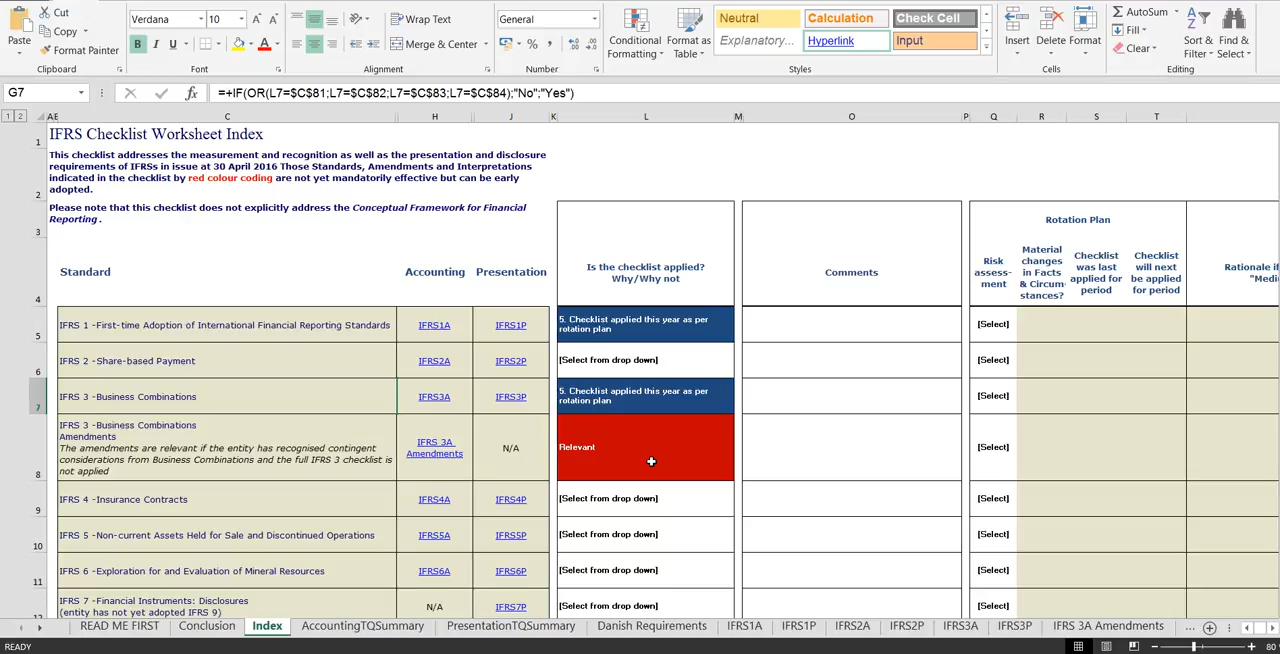 Cut
Copy
Format Painter
Paste
Clipboard
Verdana
10
A A
B I U
A
Font
Wrap Text
Merge & Center
Alignment
General
% ,
Number
Conditional
Formatting
Format as
Table
Neutral
Calculation
Check Cell
Explanatory...
Hyperlink
Input
Styles
Insert
Delete
Format
Cells
AutoSum
Fill
Clear
Sort &
Filter
Find &
Select
Editing
G7
fx
=+IF(OR(L7=$C$81;L7=$C$82;L7=$C$83;L7=$C$84);"No";"Yes")
1 2
A B C H J K L M O P Q R S T
1
IFRS Checklist Worksheet Index
This checklist addresses the measurement and recognition as well as the presentation and disclosure
requirements of IFRSs in issue at 30 April 2016 Those Standards, Amendments and Interpretations
indicated in the checklist by red colour coding are not yet mandatorily effective but can be early
adopted.
2
Please note that this checklist does not explicitly address the Conceptual Framework for Financial
Reporting .
3
Rotation Plan
Standard
Accounting
Presentation
Is the checklist applied?
Why/Why not
Comments
Risk
assess-
ment
Material
changes
in Facts
& Circum
stances?
Checklist
was last
applied for
period
Checklist
will next
be applied
for period
Rationale if
"Medi
4
IFRS 1 -First-time Adoption of International Financial Reporting Standards
IFRS1A
IFRS1P
5. Checklist applied this year as per
rotation plan
[Select]
5
IFRS 2 -Share-based Payment
IFRS2A
IFRS2P
[Select from drop down]
[Select]
6
IFRS 3 -Business Combinations
IFRS3A
IFRS3P
5. Checklist applied this year as per
rotation plan
[Select]
7
IFRS 3 -Business Combinations
Amendments
The amendments are relevant if the entity has recognised contingent
considerations from Business Combinations and the full IFRS 3 checklist is
not applied
IFRS 3A
Amendments
N/A
Relevant
[Select]
8
IFRS 4 -Insurance Contracts
IFRS4A
IFRS4P
[Select from drop down]
[Select]
9
IFRS 5 -Non-current Assets Held for Sale and Discontinued Operations
IFRS5A
IFRS5P
[Select from drop down]
[Select]
10
IFRS 6 -Exploration for and Evaluation of Mineral Resources
IFRS6A
IFRS6P
[Select from drop down]
[Select]
11
IFRS 7 -Financial Instruments: Disclosures
(entity has not yet adopted IFRS 9)
N/A
IFRS7P
[Select from drop down]
[Select]
READ ME FIRST
Conclusion
Index
AccountingTQSummary
PresentationTQSummary
Danish Requirements
IFRS1A
IFRS1P
IFRS2A
IFRS2P
IFRS3A
IFRS3P
IFRS 3A Amendments
...
READY
80